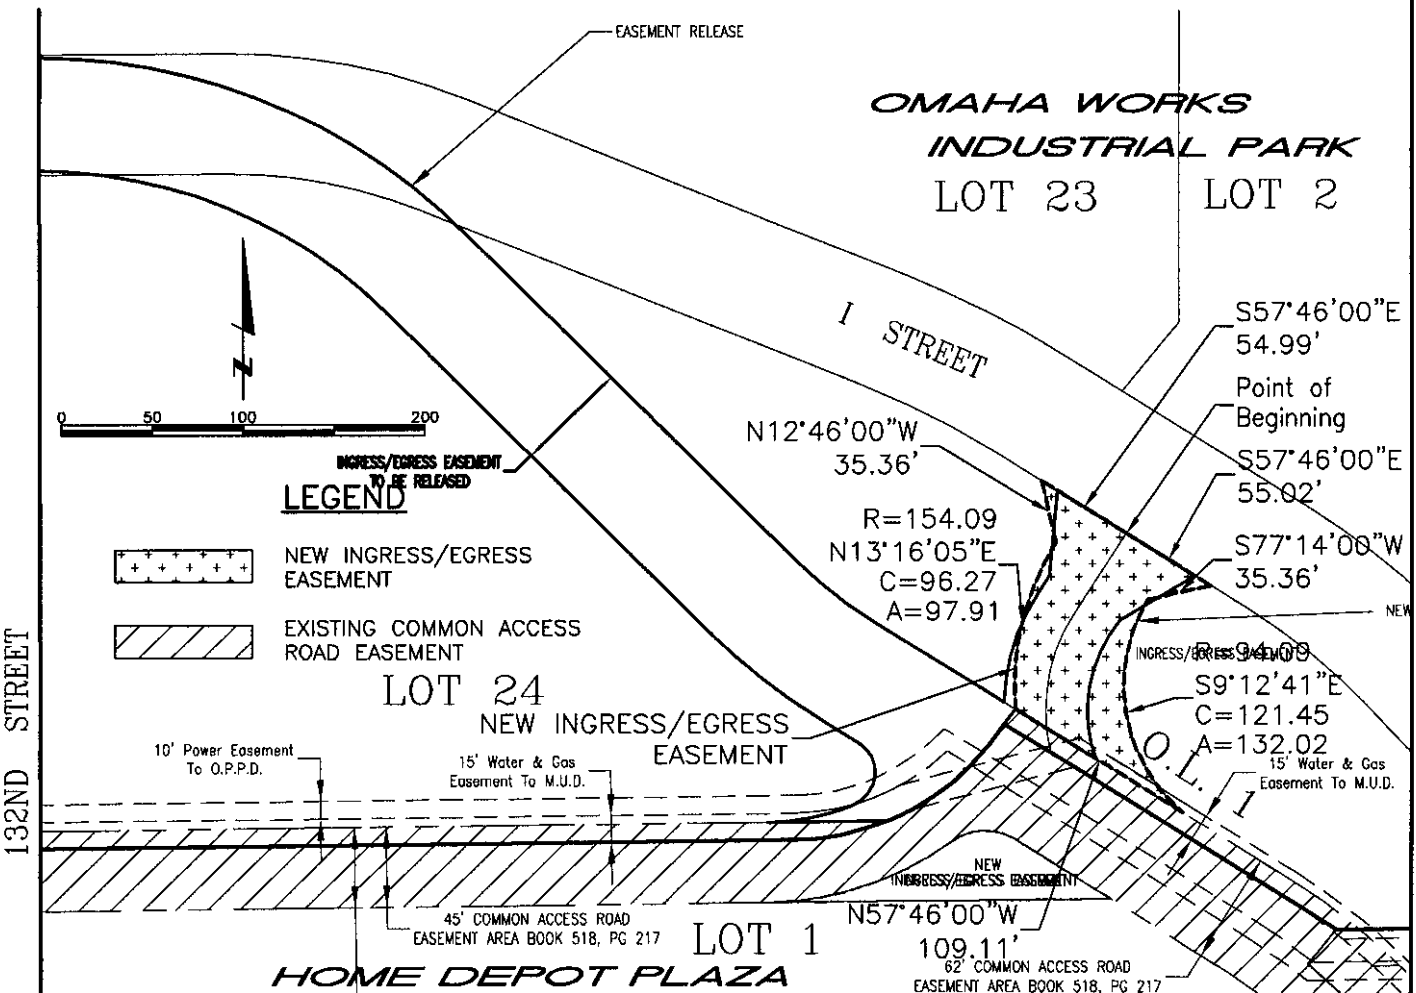 EASEMENT RELEASE
OMAHA WORKS
INDUSTRIAL PARK
LOT 23
LOT 2
I STREET
S57°46'00"E
54.99'
Point of
Beginning
S57°46'00"E
55.02'
S77°14'00"W
35.36'
N12°46'00"W
35.36'
R=154.09
N13°16'05"E
C=96.27
A=97.91
N
0 50 100 200
INGRESS/EGRESS EASEMENT
TO BE RELEASED
LEGEND
NEW INGRESS/EGRESS
EASEMENT
EXISTING COMMON ACCESS
ROAD EASEMENT
132ND STREET
LOT 24
NEW INGRESS/EGRESS
EASEMENT
NEW
INGRESS/EGRESS EASEMENT
R=94.09
S9°12'41"E
C=121.45
A=132.02
O.L. 1
15' Water & Gas
Easement To M.U.D.
10' Power Easement
To O.P.P.D.
15' Water & Gas
Easement To M.U.D.
NEW
INGRESS/EGRESS EASEMENT
N57°46'00"W
109.11'
45' COMMON ACCESS ROAD
EASEMENT AREA BOOK 518, PG 217
LOT 1
HOME DEPOT PLAZA
62' COMMON ACCESS ROAD
EASEMENT AREA BOOK 518, PG 217